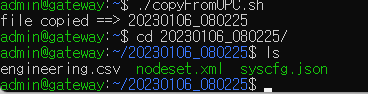 admin@gateway:~$ ./copyFromUPC.sh
file copied ==> 20230106_080225
admin@gateway:~$ cd 20230106_080225/
admin@gateway:~/20230106_080225$ ls
engineering.csv nodeset.xml syscfg.json
admin@gateway:~/20230106_080225$